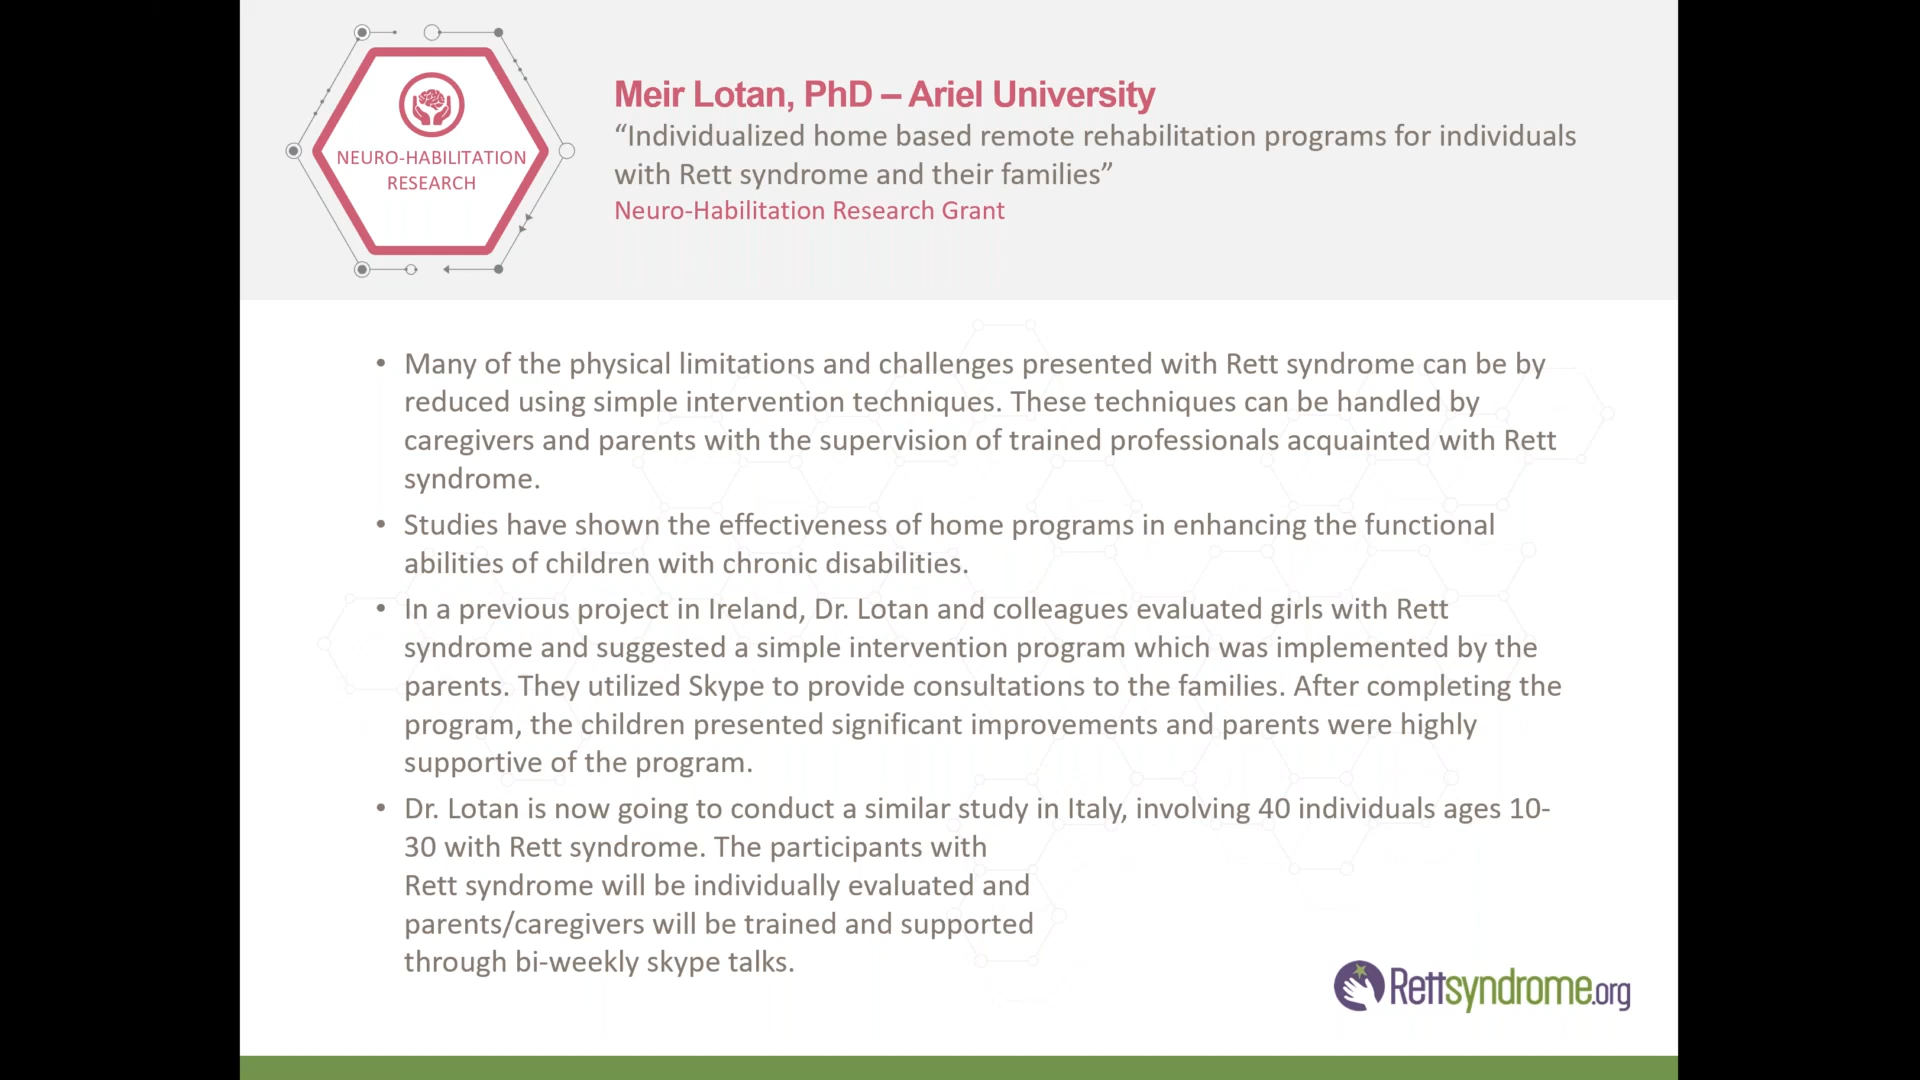 NEURO-HABILITATION
RESEARCH
Meir Lotan, PhD – Ariel University
“Individualized home based remote rehabilitation programs for individuals
with Rett syndrome and their families”
Neuro-Habilitation Research Grant
• Many of the physical limitations and challenges presented with Rett syndrome can be by
reduced using simple intervention techniques. These techniques can be handled by
caregivers and parents with the supervision of trained professionals acquainted with Rett
syndrome.
• Studies have shown the effectiveness of home programs in enhancing the functional
abilities of children with chronic disabilities.
• In a previous project in Ireland, Dr. Lotan and colleagues evaluated girls with Rett
syndrome and suggested a simple intervention program which was implemented by the
parents. They utilized Skype to provide consultations to the families. After completing the
program, the children presented significant improvements and parents were highly
supportive of the program.
• Dr. Lotan is now going to conduct a similar study in Italy, involving 40 individuals ages 10-
30 with Rett syndrome. The participants with
Rett syndrome will be individually evaluated and
parents/caregivers will be trained and supported
through bi-weekly skype talks.
Rettsyndrome.org